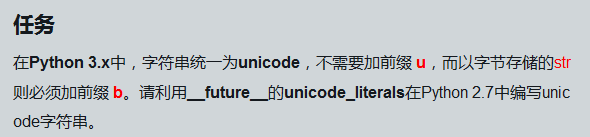 任务
在Python 3.x中，字符串统一为unicode，不需要加前缀 u，而以字节存储的str
则必须加前缀 b。请利用__future__的unicode_literals在Python 2.7中编写unic
ode字符串。